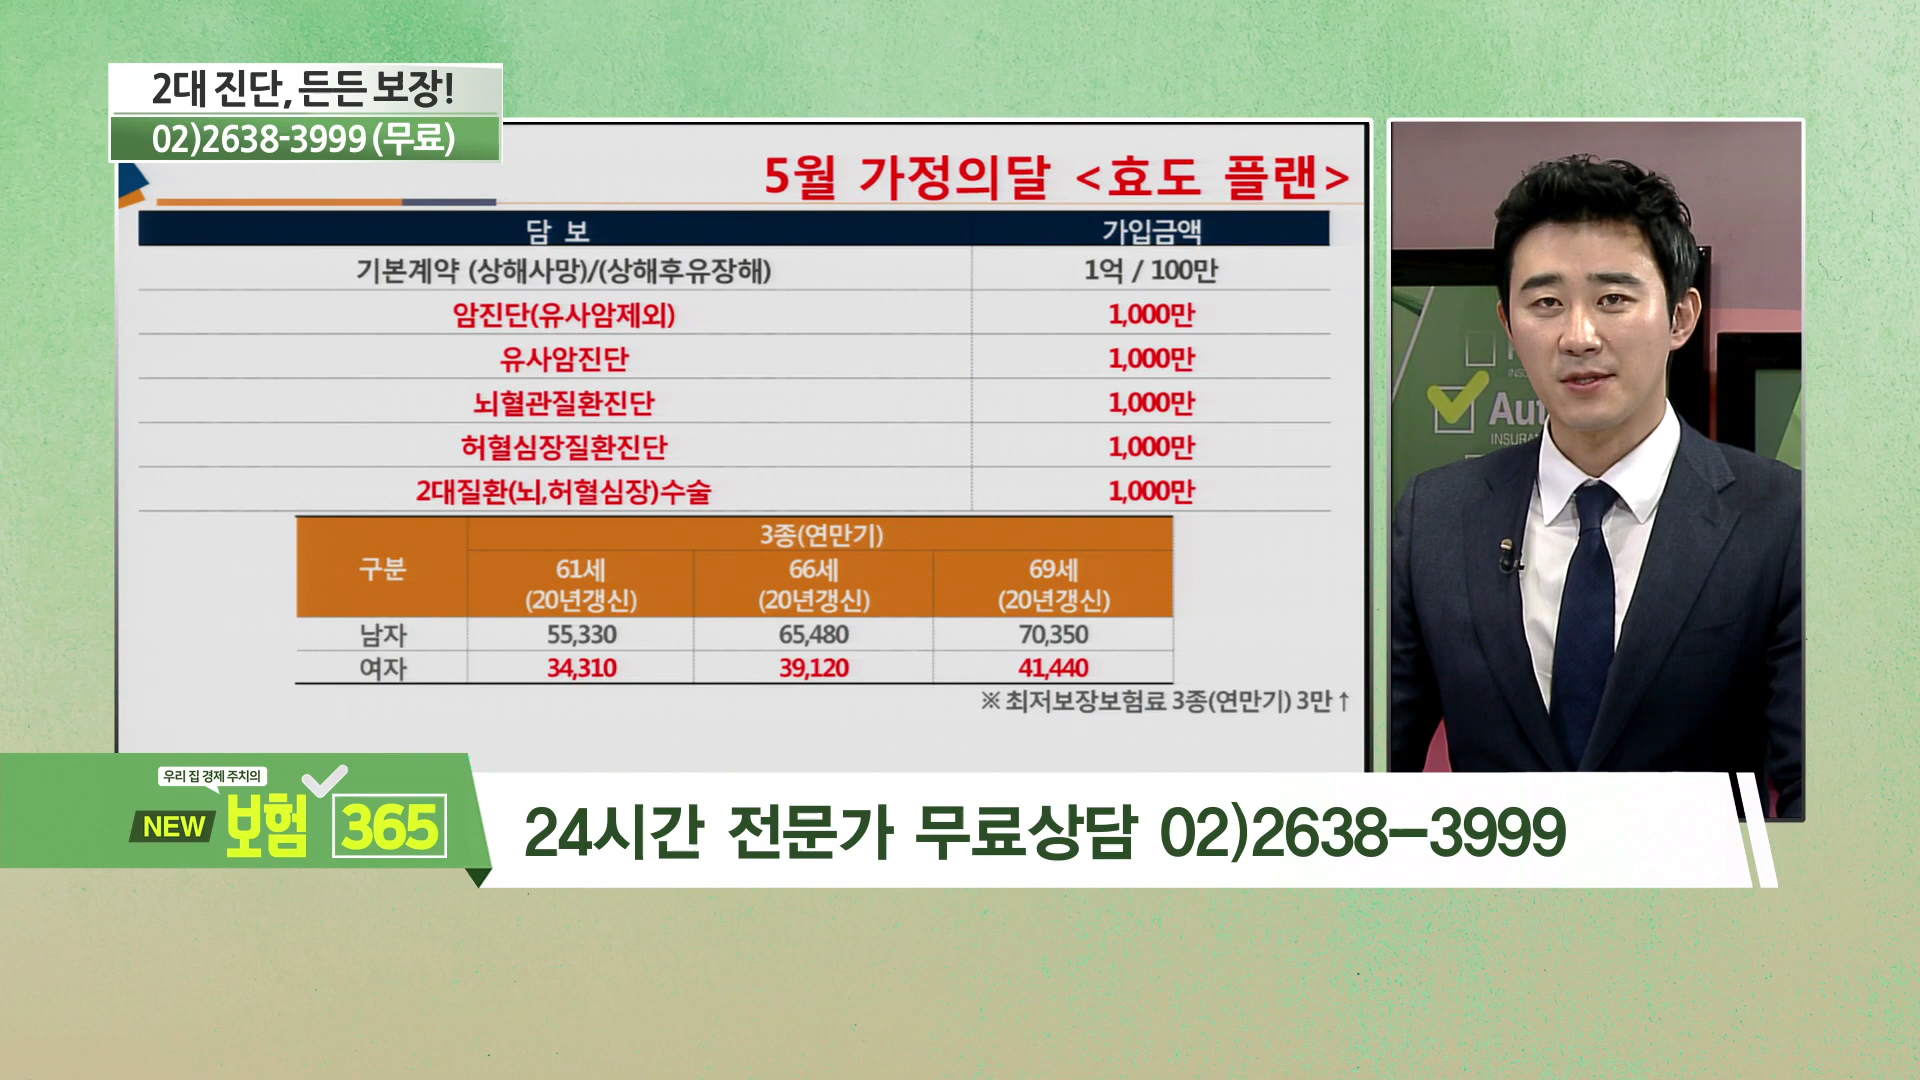 2대 진단, 든든 보장!
02)2638-3999 (무료)
5월 가정의달 <효도 플랜>
담 보 가입금액
기본계약 (상해사망)/(상해후유장해) 1억 / 100만
암진단(유사암제외) 1,000만
유사암진단 1,000만
뇌혈관질환진단 1,000만
허혈심장질환진단 1,000만
2대질환(뇌,허혈심장)수술 1,000만
구분 3종(연만기)
61세 66세 69세
(20년갱신) (20년갱신) (20년갱신)
남자 55,330 65,480 70,350
여자 34,310 39,120 41,440
※ 최저보장보험료 3종(연만기) 3만↑
Aut
INSURA
우리 집 경제 주치의
NEW 보험 365
24시간 전문가 무료상담 02)2638-3999